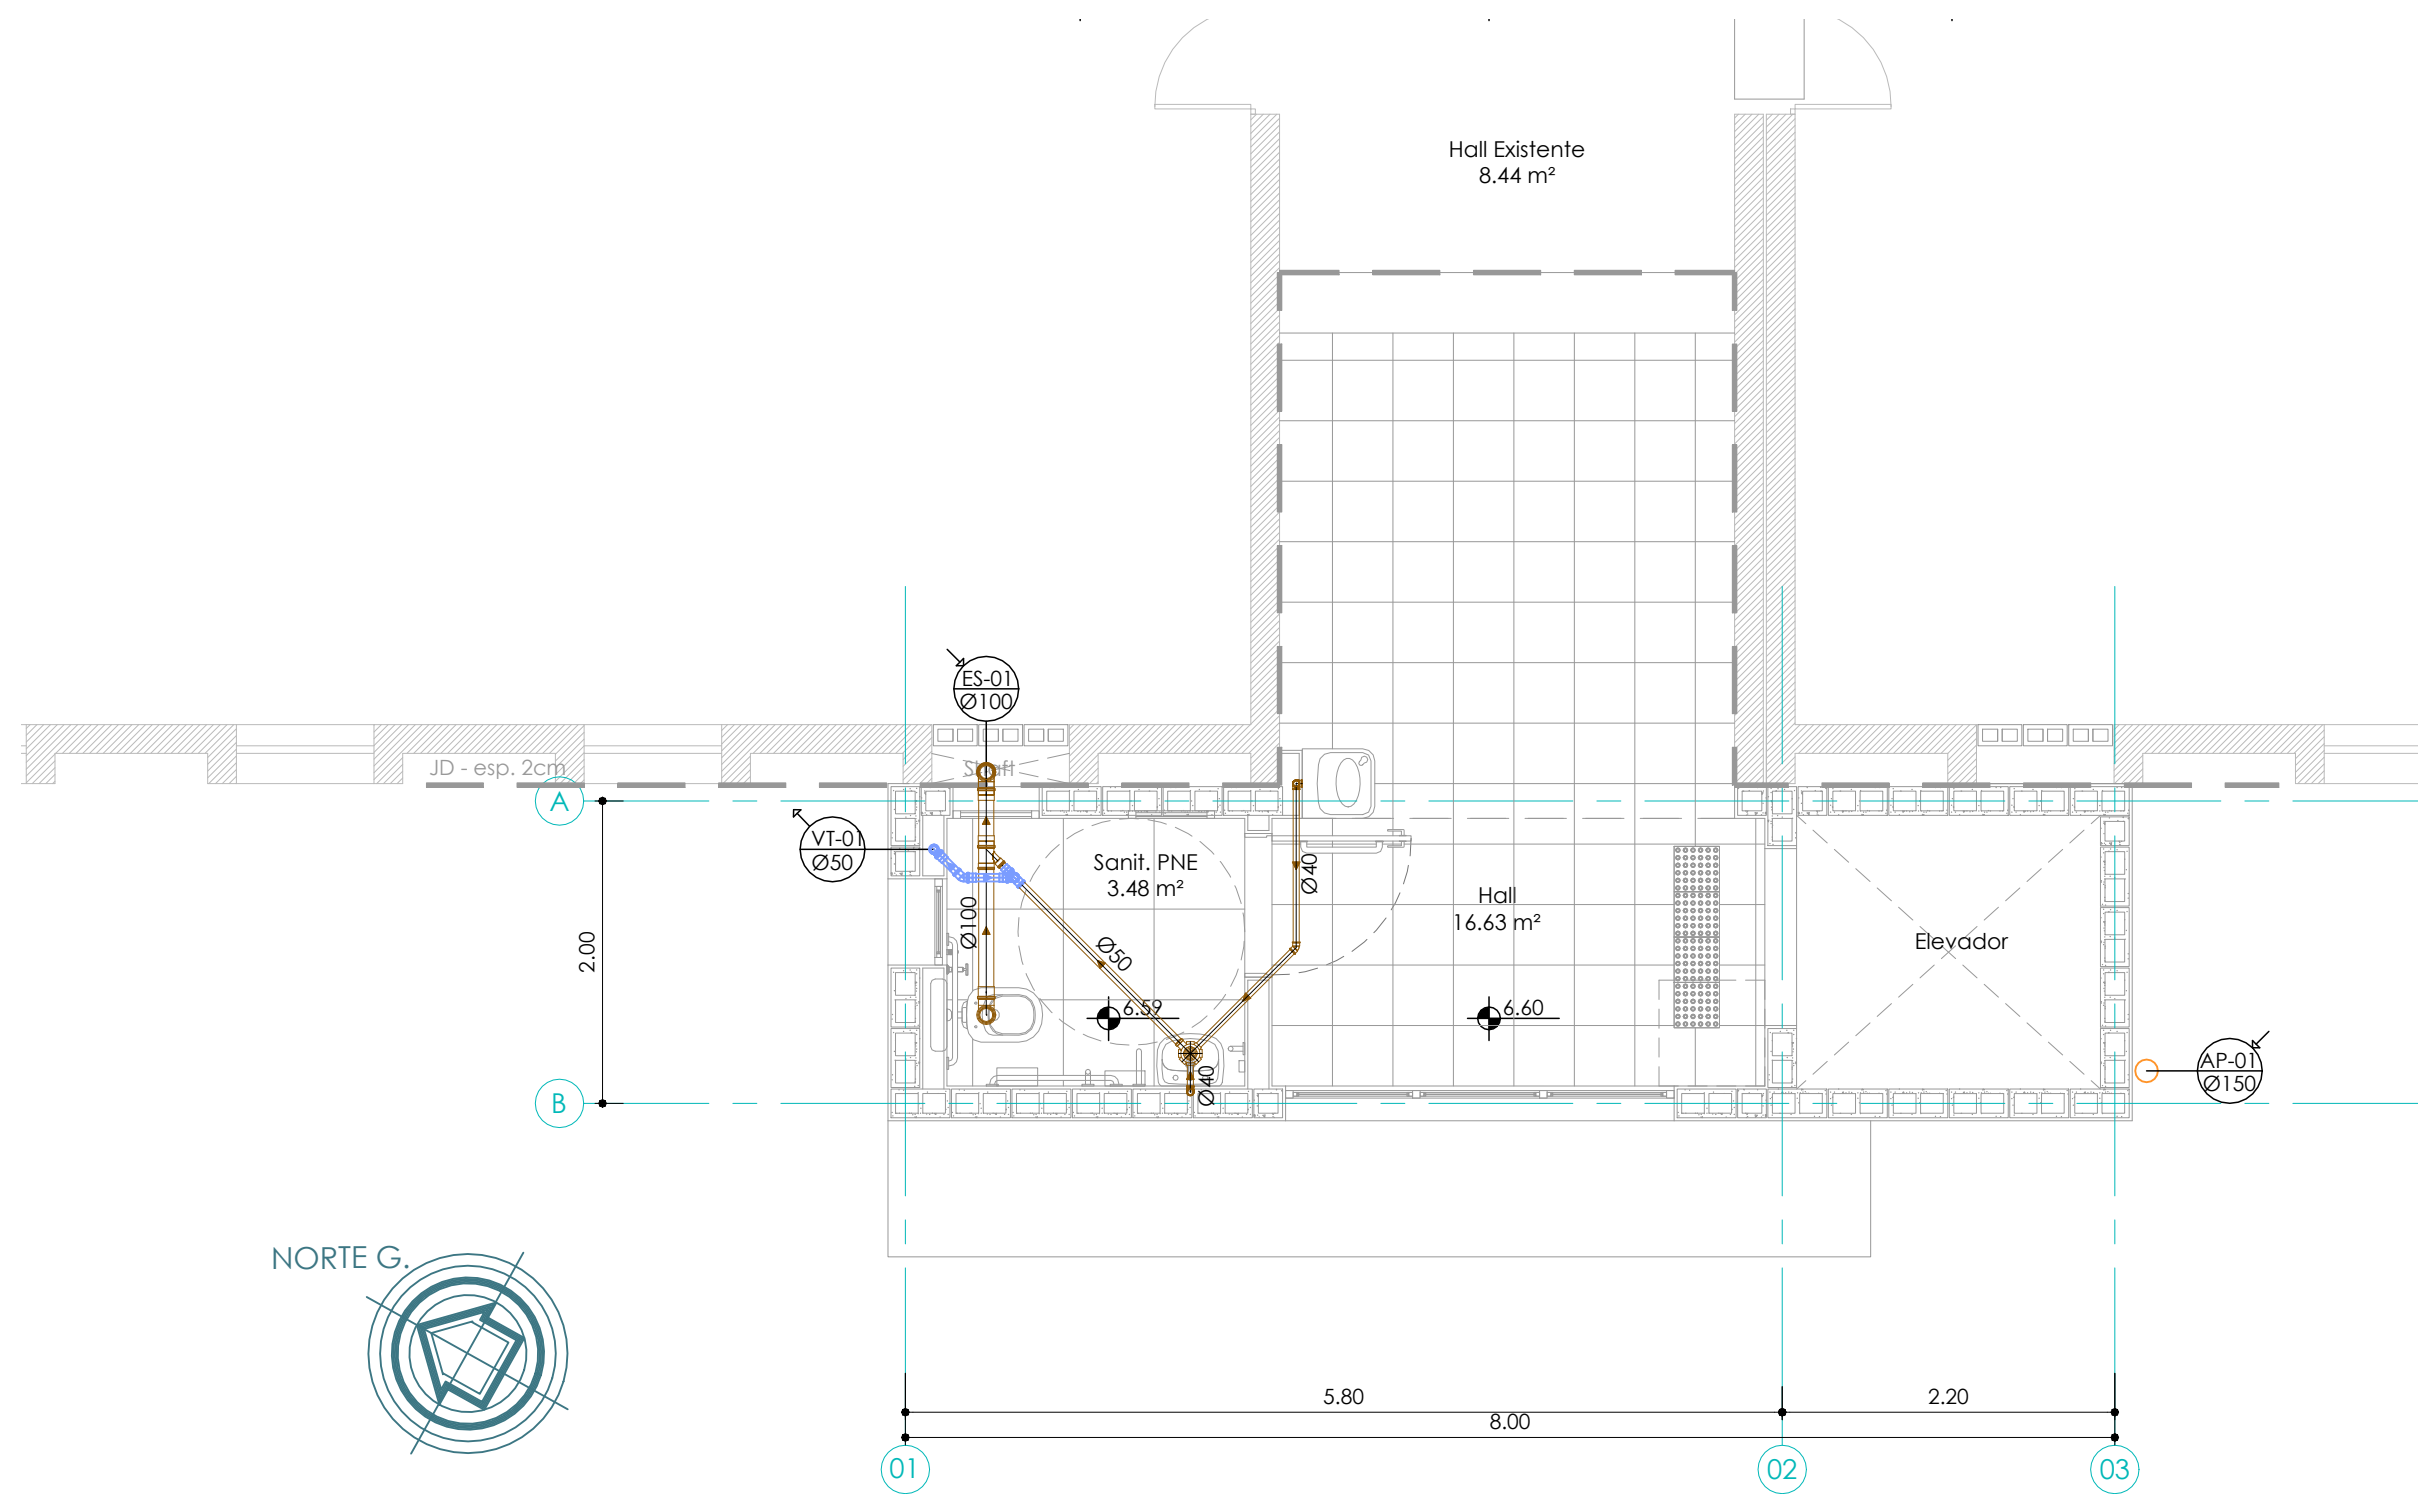 Hall Existente
8.44 m²
ES-01
Ø100
JD - esp. 2cm
Shaft
A
VT-01
Ø50
Sanit. PNE
3.48 m²
Ø40
Hall
16.63 m²
Ø100
Ø50
2.00
Elevador
6.59
6.60
Ø40
AP-01
Ø150
B
NORTE G.
5.80
2.20
8.00
01
02
03